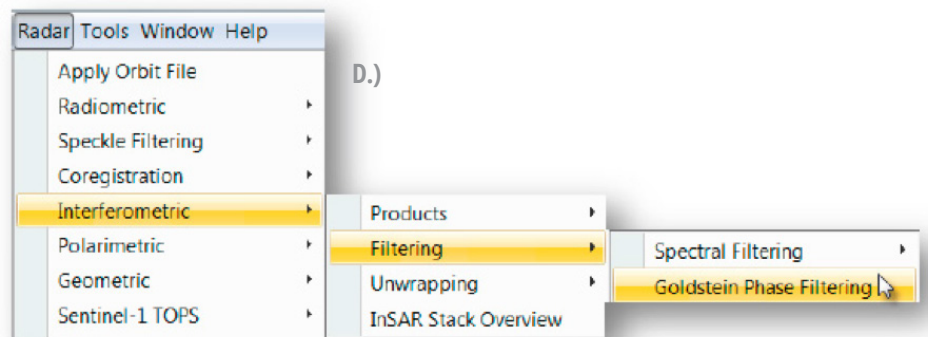 Radar Tools Window Help
D.)
Apply Orbit File
Radiometric
Speckle Filtering
Coregistration
Interferometric
Polarimetric
Geometric
Sentinel-1 TOPS
Products
Filtering
Unwrapping
InSAR Stack Overview
Spectral Filtering
Goldstein Phase Filtering